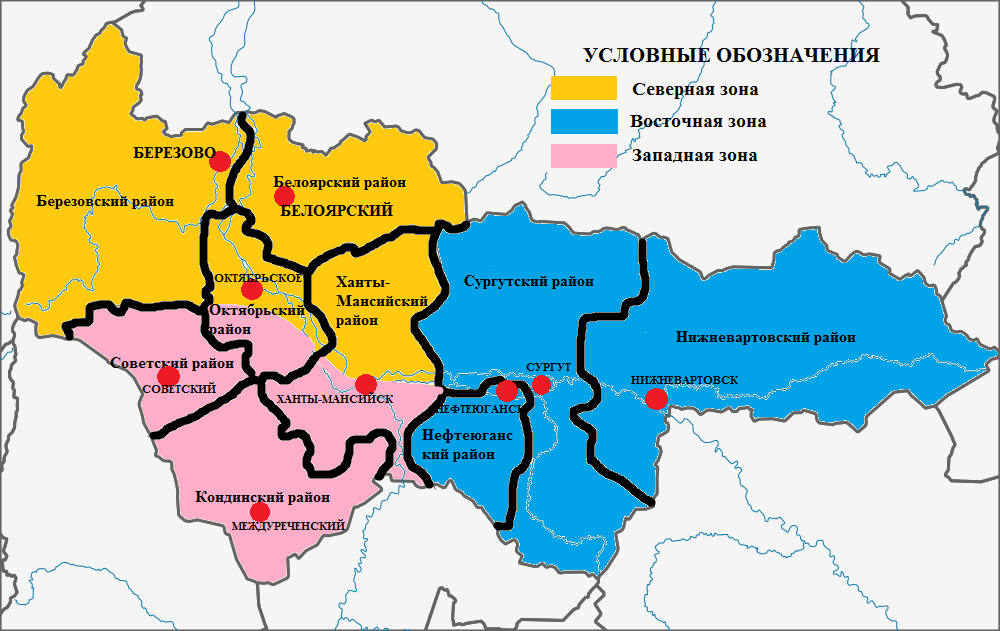 УСЛОВНЫЕ ОБОЗНАЧЕНИЯ
Северная зона
Восточная зона
Западная зона
БЕРЕЗОВО
Белоярский район
БЕЛОЯРСКИЙ
Березовский район
ОКТЯБРЬСКОЕ
Октябрьский
район
Ханты-
Мансийский
район
Сургутский район
Нижневартовский район
Советский район
СОВЕТСКИЙ
ХАНТЫ-МАНСИЙСК
СУРГУТ
НИЖНЕВАРТОВСК
НЕФТЕЮГАНСК
Нефтеюганс
кий район
Кондинский район
МЕЖДУРЕЧЕНСКИЙ